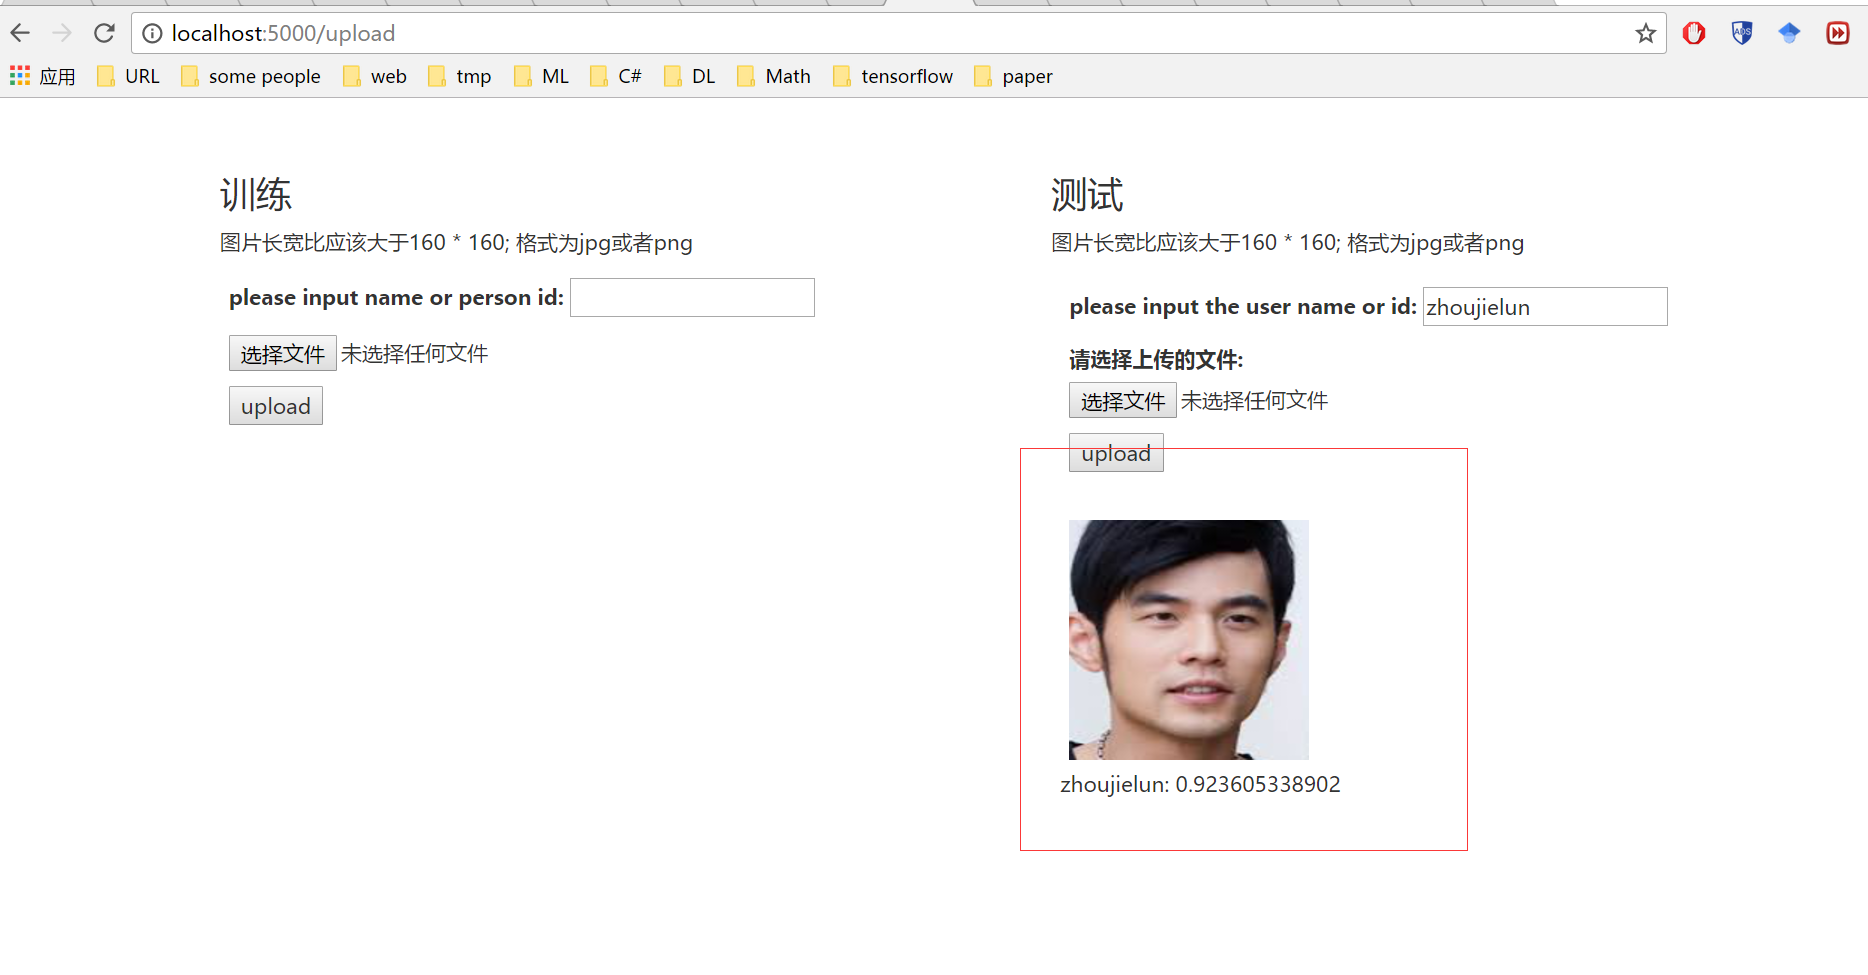 localhost:5000/upload
应用 URL some people web tmp ML C# DL Math tensorflow paper
训练
图片长宽比应该大于160 * 160; 格式为jpg或者png
please input name or person id:
选择文件 未选择任何文件
upload
测试
图片长宽比应该大于160 * 160; 格式为jpg或者png
please input the user name or id: zhoujielun
请选择上传的文件:
选择文件 未选择任何文件
upload
zhoujielun: 0.923605338902